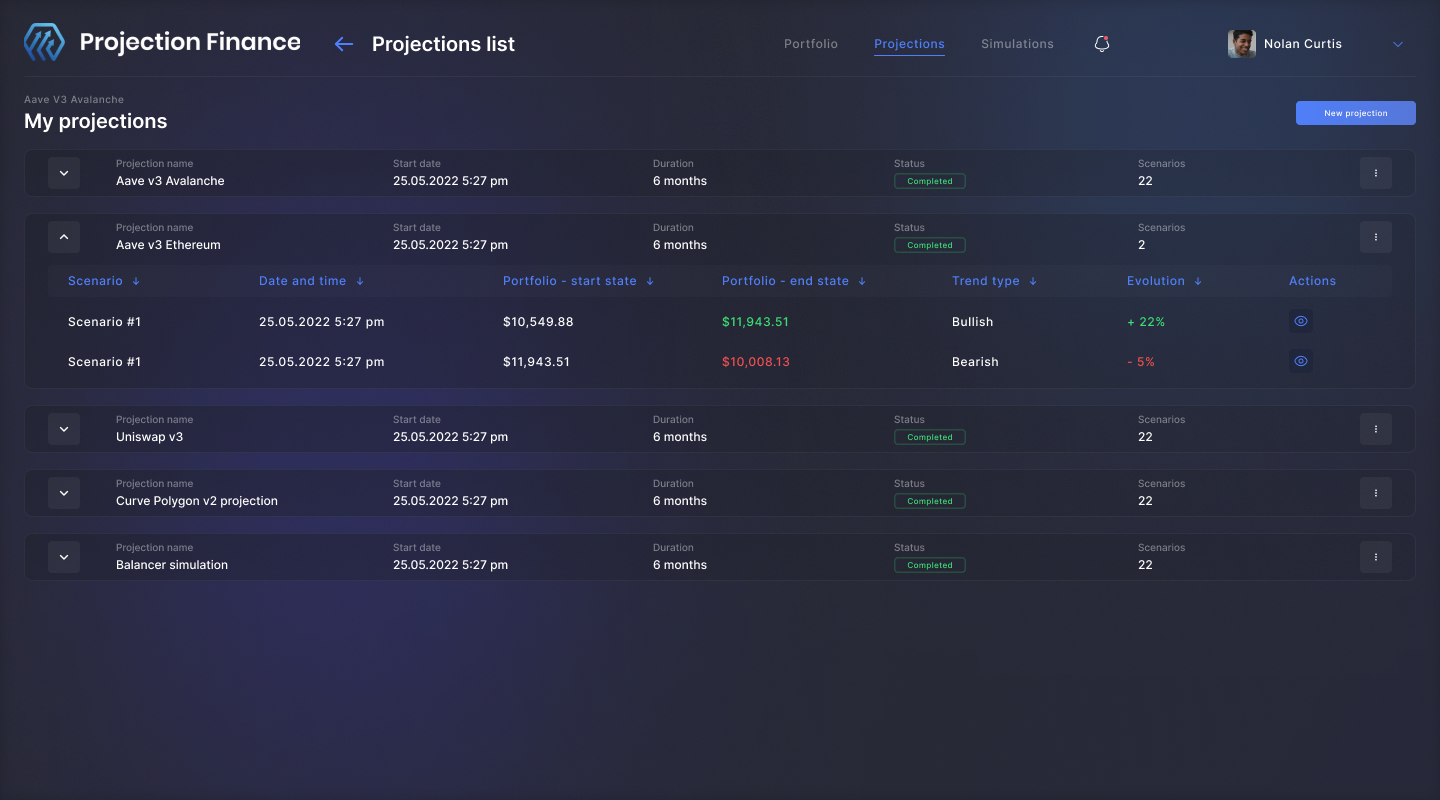 Projection Finance
Projections list
Portfolio Projections Simulations
Nolan Curtis
Aave V3 Avalanche
My projections
New projection
Projection name Start date Duration Status Scenarios
Aave v3 Avalanche 25.05.2022 5:27 pm 6 months Completed 22
Projection name Start date Duration Status Scenarios
Aave v3 Ethereum 25.05.2022 5:27 pm 6 months Completed 2
Scenario Date and time Portfolio - start state Portfolio - end state Trend type Evolution Actions
Scenario #1 25.05.2022 5:27 pm $10,549.88 $11,943.51 Bullish + 22%
Scenario #1 25.05.2022 5:27 pm $11,943.51 $10,008.13 Bearish - 5%
Projection name Start date Duration Status Scenarios
Uniswap v3 25.05.2022 5:27 pm 6 months Completed 22
Projection name Start date Duration Status Scenarios
Curve Polygon v2 projection 25.05.2022 5:27 pm 6 months Completed 22
Projection name Start date Duration Status Scenarios
Balancer simulation 25.05.2022 5:27 pm 6 months Completed 22